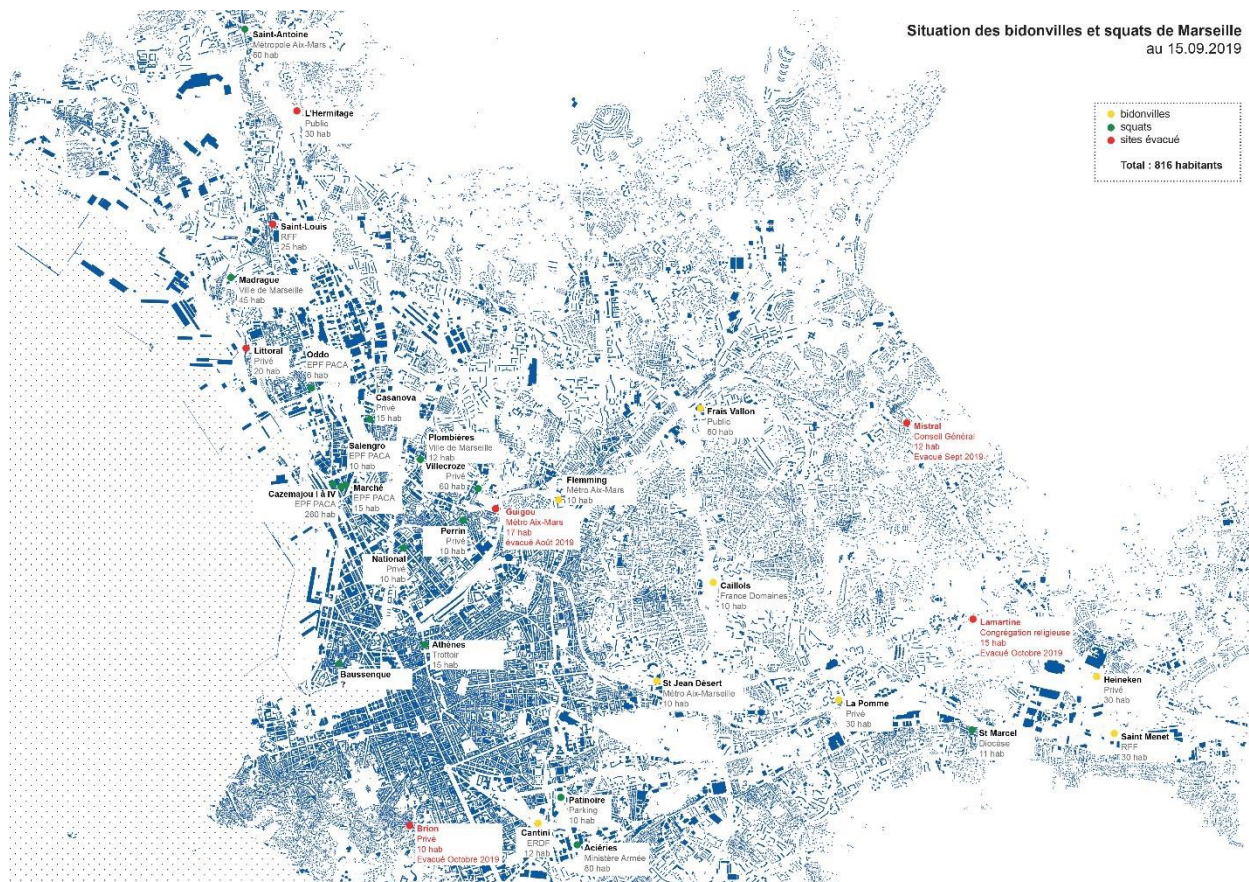 Situation des bidonvilles et squats de Marseille
au 15.09.2019
bidonvilles
squats
sites évacué
Total : 816 habitants
Saint-Antoine
Métropole Aix-Mars
60 hab
L'Hermitage
Public
30 hab
Saint-Louis
RFF
25 hab
Madrague
Ville de Marseille
45 hab
Littoral
Privé
20 hab
Oddo
EPF PACA
6 hab
Casanova
Privé
15 hab
Frais Vallon
Public
60 hab
Mistral
Conseil Général
12 hab
Evacué Sept 2019
Salengro
EPF PACA
10 hab
Plombières
Ville de Marseille
12 hab
Villecroze
Privé
60 hab
Flemming
Métro Aix-Mars
10 hab
Cazemajou I à IV
EPF PACA
260 hab
Marché
EPF PACA
15 hab
Guigou
Métro Aix-Mars
17 hab
évacué Août 2019
Perrin
Privé
10 hab
National
Privé
10 hab
Caillols
France Domaines
10 hab
Lamartine
Congrégation religieuse
15 hab
Evacué Octobre 2019
Athènes
Trottoir
15 hab
Baussenque
?
St Jean Désert
Métro Aix-Marseille
10 hab
La Pomme
Privé
30 hab
Heineken
Privé
30 hab
St Marcel
Diocèse
11 hab
Saint Menet
RFF
30 hab
Patinoire
Parking
10 hab
Brion
Privé
10 hab
Evacué Octobre 2019
Cantini
ERDF
12 hab
Aciéries
Ministère Armée
80 hab